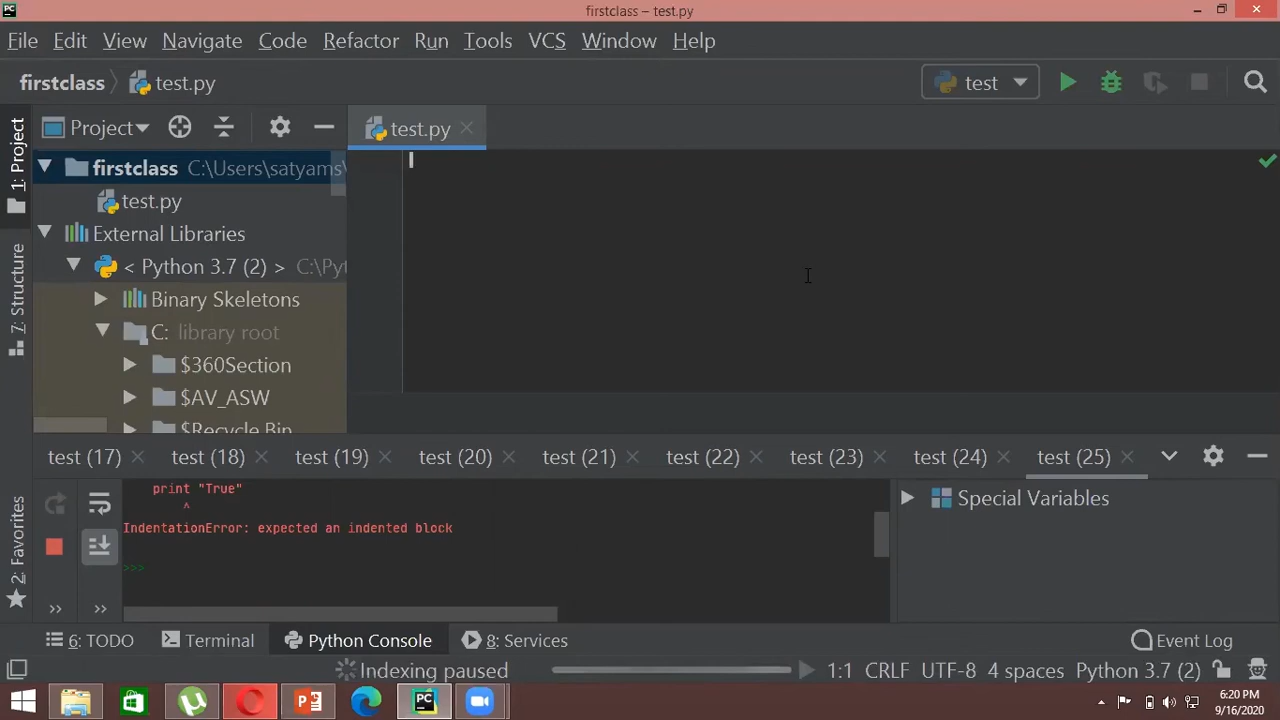 firstclass – test.py
File Edit View Navigate Code Refactor Run Tools VCS Window Help
firstclass test.py test
1: Project
Project
test.py
firstclass C:\Users\satyams\
test.py
External Libraries
< Python 3.7 (2) > C:\Pyt
Binary Skeletons
C: library root
$360Section
$AV_ASW
$Recycle.Bin
7: Structure
2: Favorites
test (17) test (18) test (19) test (20) test (21) test (22) test (23) test (24) test (25)
print "True"
^
IndentationError: expected an indented block
>>>
Special Variables
6: TODO Terminal Python Console 8: Services Event Log
Indexing paused 1:1 CRLF UTF-8 4 spaces Python 3.7 (2)
6:20 PM
9/16/2020